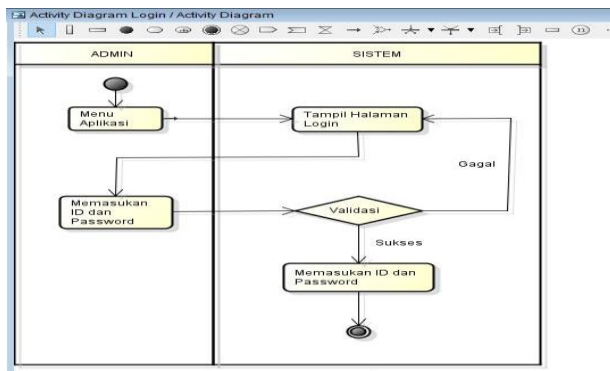 Activity Diagram Login / Activity Diagram
ADMIN
SISTEM
Menu
Aplikasi
Tampil Halaman
Login
Gagal
Memasukan
ID dan
Password
Validasi
Sukses
Memasukan ID dan
Password